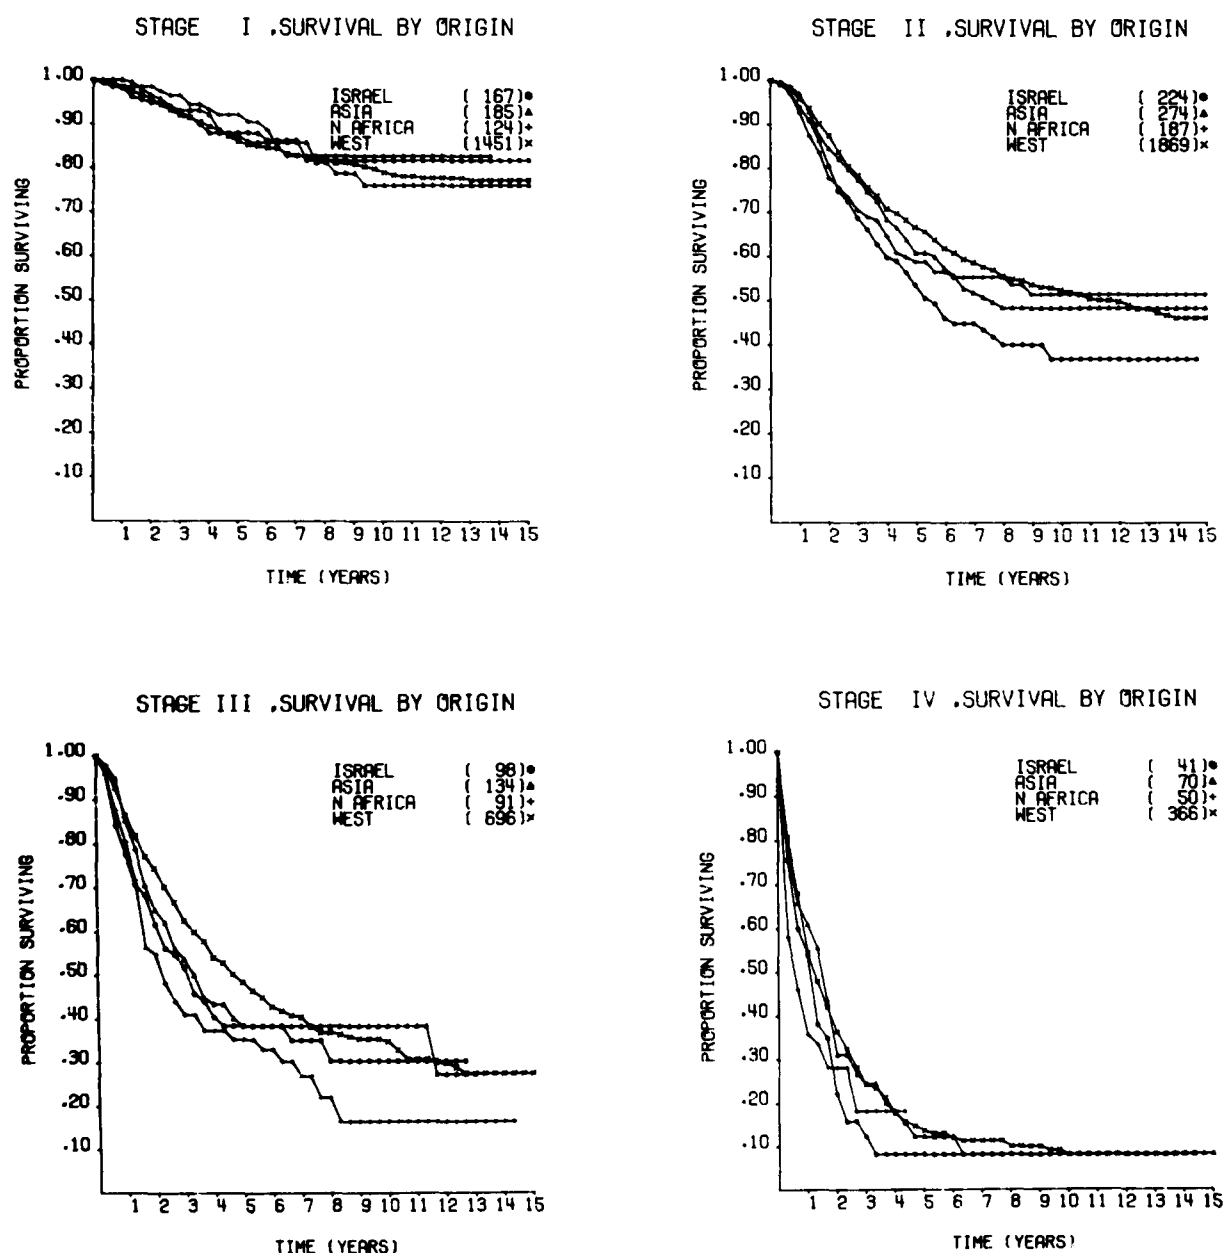 STAGE I .SURVIVAL BY ORIGIN
PROPORTION SURVIVING
1.00
.90
.80
.70
.60
.50
.40
.30
.20
.10
ISRAEL ( 167)
ASIA ( 185)▲
N AFRICA ( 124)+
WEST (1451)×
1 2 3 4 5 6 7 8 9 10 11 12 13 14 15
TIME (YEARS)
STAGE II .SURVIVAL BY ORIGIN
PROPORTION SURVIVING
1.00
.90
.80
.70
.60
.50
.40
.30
.20
.10
ISRAEL ( 224)
ASIA ( 274)▲
N AFRICA ( 187)+
WEST (1869)×
1 2 3 4 5 6 7 8 9 10 11 12 13 14 15
TIME (YEARS)
STAGE III .SURVIVAL BY ORIGIN
PROPORTION SURVIVING
1.00
.90
.80
.70
.60
.50
.40
.30
.20
.10
ISRAEL ( 98)
ASIA ( 134)▲
N AFRICA ( 91)+
WEST ( 696)×
1 2 3 4 5 6 7 8 9 10 11 12 13 14 15
TIME (YEARS)
STAGE IV .SURVIVAL BY ORIGIN
PROPORTION SURVIVING
1.00
.90
.80
.70
.60
.50
.40
.30
.20
.10
ISRAEL ( 41)
ASIA ( 70)▲
N AFRICA ( 50)+
WEST ( 366)×
1 2 3 4 5 6 7 8 9 10 11 12 13 14 15
TIME (YEARS)